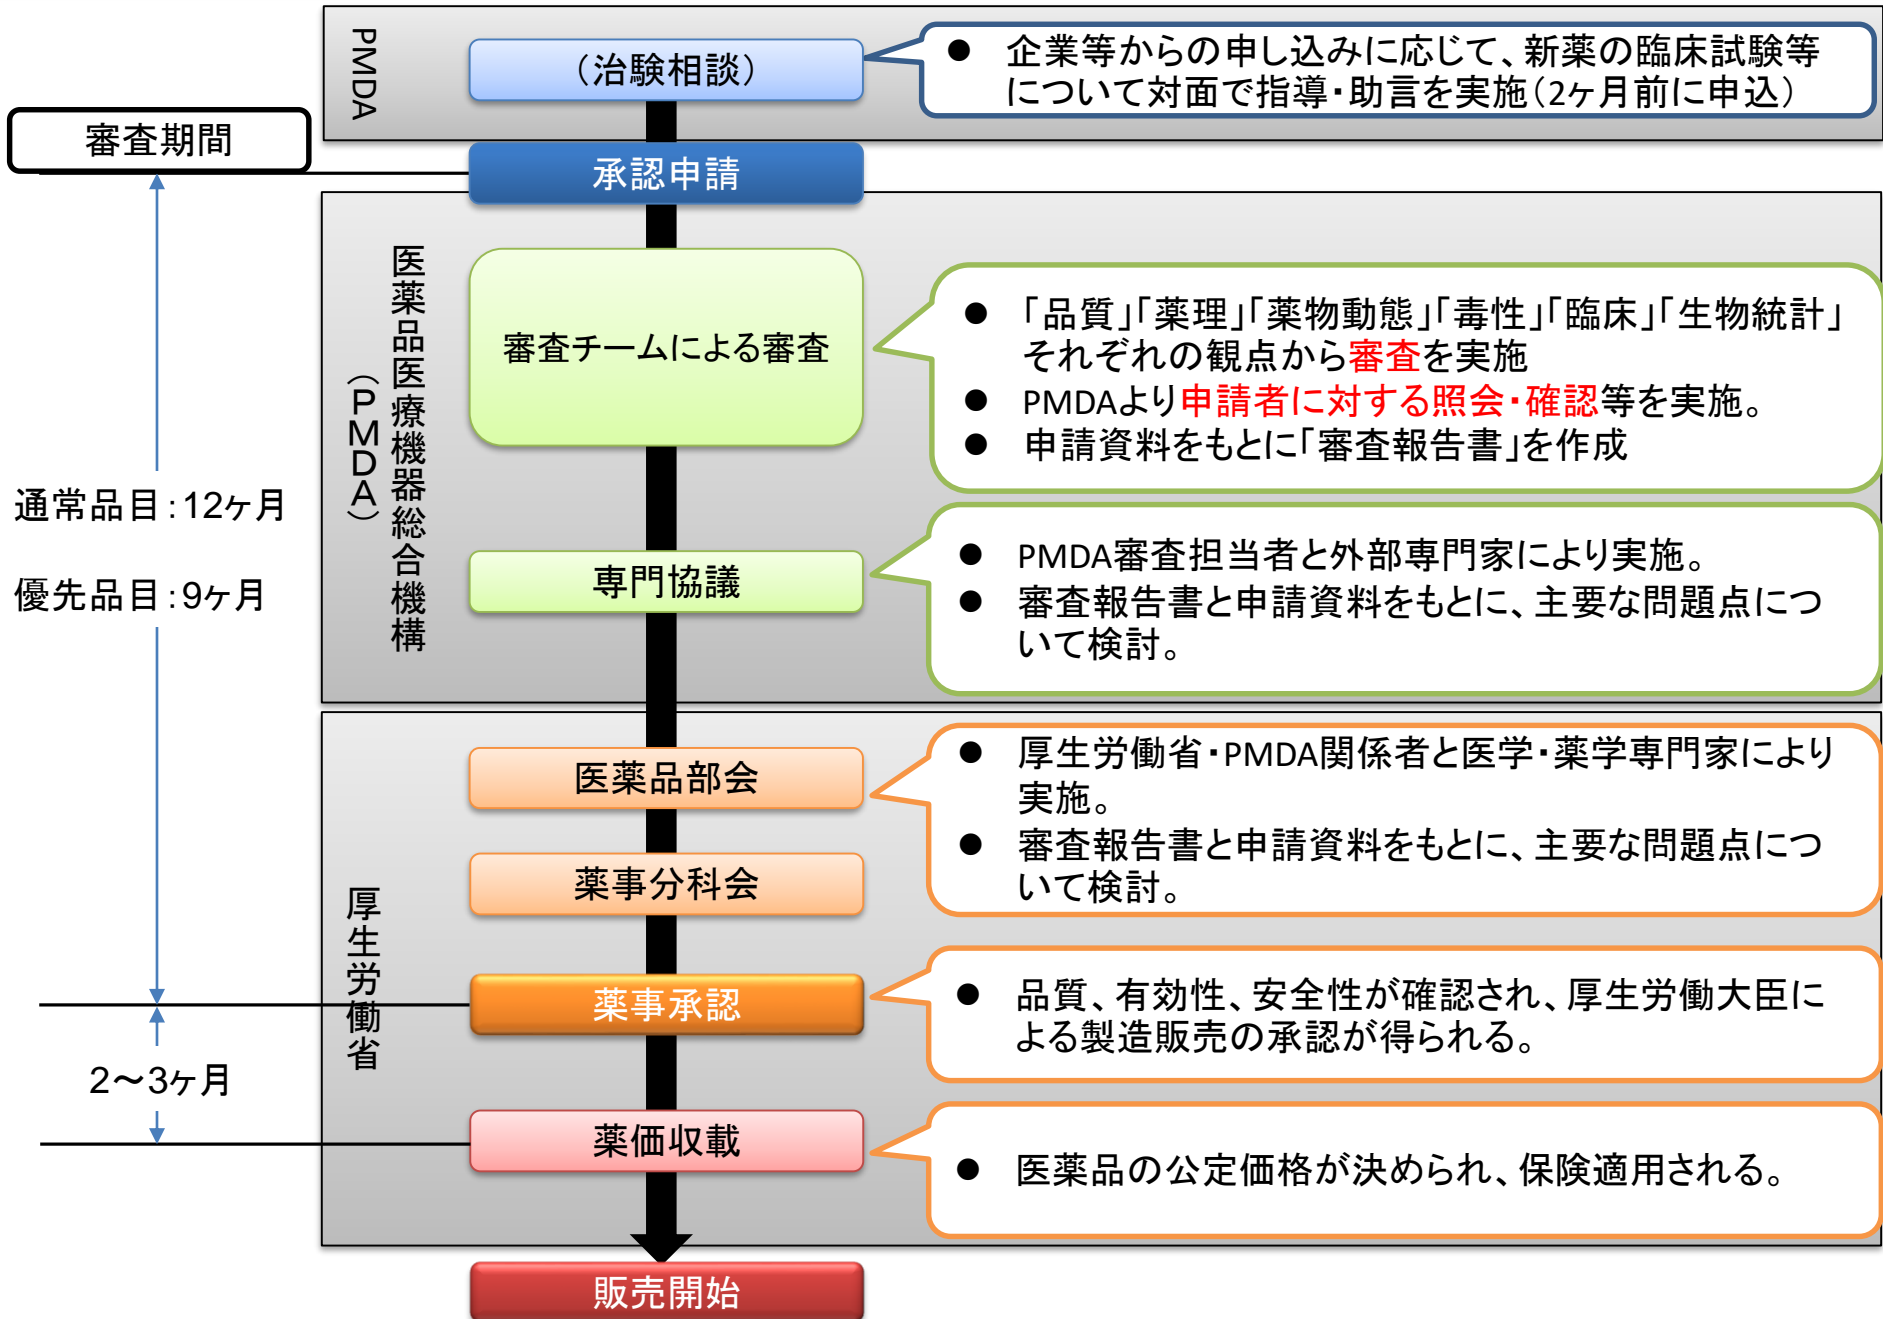 PMDA
（治験相談）
● 企業等からの申し込みに応じて、新薬の臨床試験等
について対面で指導・助言を実施（2ヶ月前に申込）
審査期間
承認申請
医薬品医療機器総合機構
（ＰＭＤＡ）
審査チームによる審査
● 「品質」「薬理」「薬物動態」「毒性」「臨床」「生物統計」
それぞれの観点から審査を実施
● PMDAより申請者に対する照会・確認等を実施。
● 申請資料をもとに「審査報告書」を作成
通常品目：12ヶ月
優先品目：9ヶ月
専門協議
● PMDA審査担当者と外部専門家により実施。
● 審査報告書と申請資料をもとに、主要な問題点につ
いて検討。
厚生労働省
医薬品部会
● 厚生労働省・PMDA関係者と医学・薬学専門家により
実施。
● 審査報告書と申請資料をもとに、主要な問題点につ
いて検討。
薬事分科会
薬事承認
● 品質、有効性、安全性が確認され、厚生労働大臣に
よる製造販売の承認が得られる。
2～3ヶ月
薬価収載
● 医薬品の公定価格が決められ、保険適用される。
販売開始